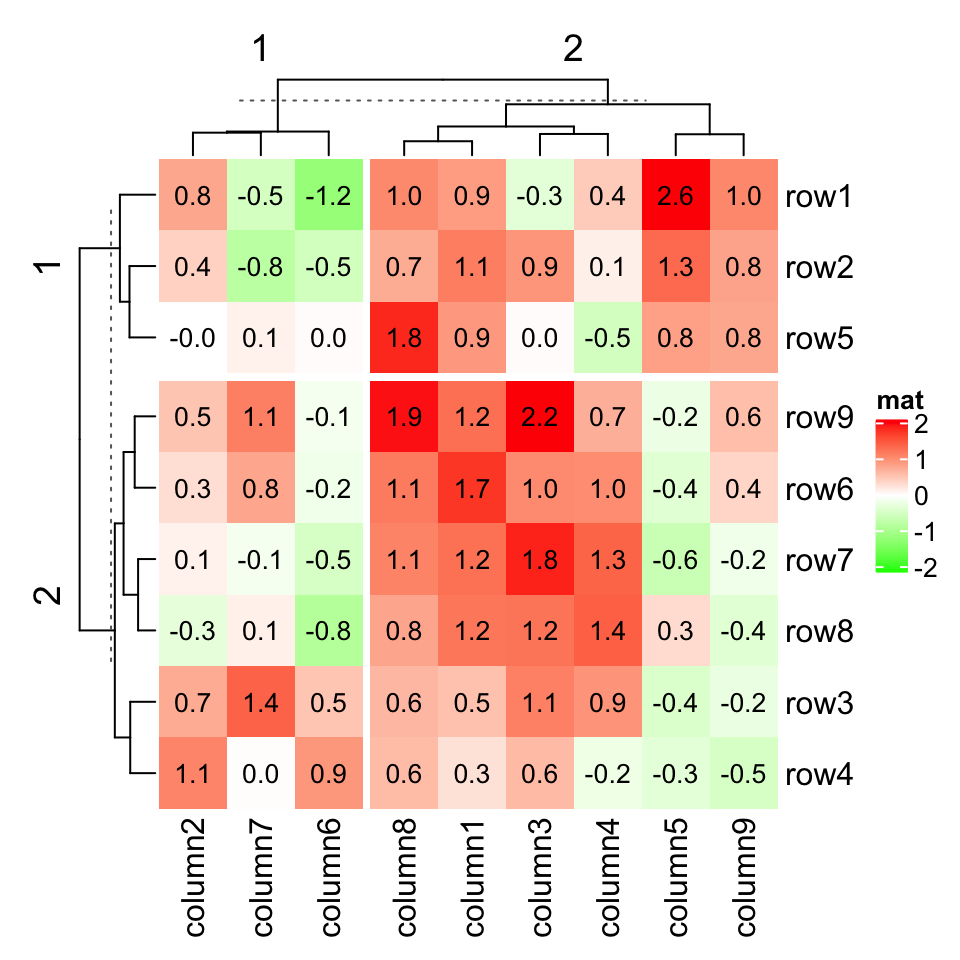 1 2
0.8 -0.5 -1.2 1.0 0.9 -0.3 0.4 2.6 1.0 row1
1
0.4 -0.8 -0.5 0.7 1.1 0.9 0.1 1.3 0.8 row2
-0.0 0.1 0.0 1.8 0.9 0.0 -0.5 0.8 0.8 row5
0.5 1.1 -0.1 1.9 1.2 2.2 0.7 -0.2 0.6 row9
0.3 0.8 -0.2 1.1 1.7 1.0 1.0 -0.4 0.4 row6
0.1 -0.1 -0.5 1.1 1.2 1.8 1.3 -0.6 -0.2 row7
2
-0.3 0.1 -0.8 0.8 1.2 1.2 1.4 0.3 -0.4 row8
0.7 1.4 0.5 0.6 0.5 1.1 0.9 -0.4 -0.2 row3
1.1 0.0 0.9 0.6 0.3 0.6 -0.2 -0.3 -0.5 row4
column2 column7 column6 column8 column1 column3 column4 column5 column9
mat
2
1
0
-1
-2